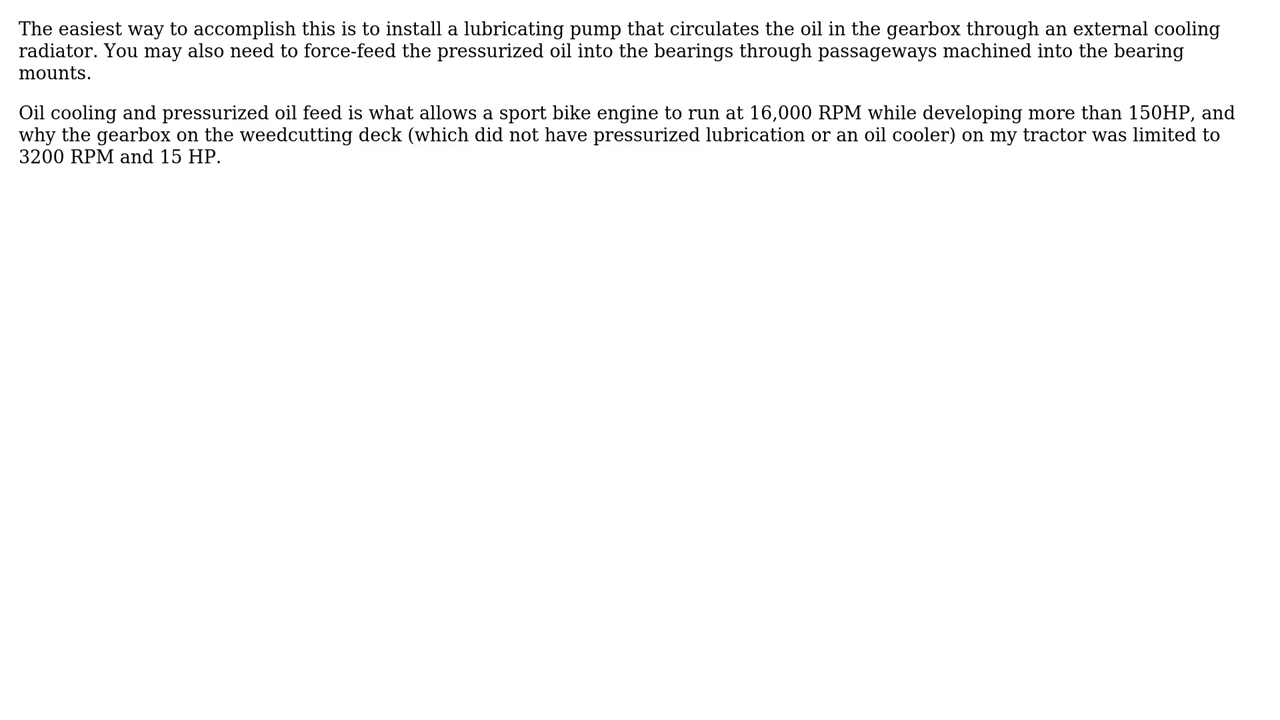 The easiest way to accomplish this is to install a lubricating pump that circulates the oil in the gearbox through an external cooling
radiator. You may also need to force-feed the pressurized oil into the bearings through passageways machined into the bearing
mounts.
Oil cooling and pressurized oil feed is what allows a sport bike engine to run at 16,000 RPM while developing more than 150HP, and
why the gearbox on the weedcutting deck (which did not have pressurized lubrication or an oil cooler) on my tractor was limited to
3200 RPM and 15 HP.